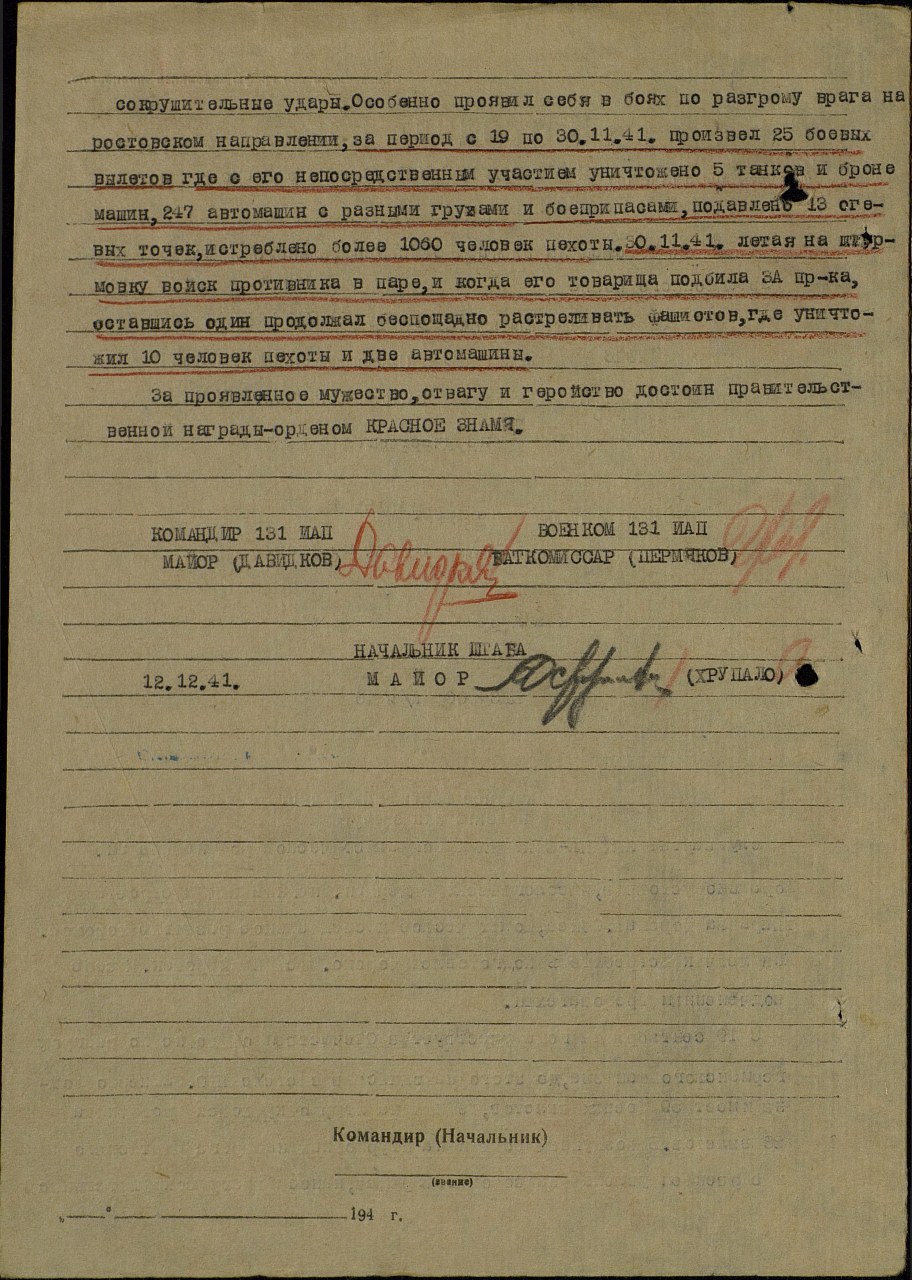 сокрушительные удары.Особенно проявил себя в боях по разгрому врага на
ростовском направлении,за период с 19 по 30.11.41. произвел 25 боевых
вылетов где с его непосредственным участием уничтожено 5 танков и броне
машин,247 автомашин с разными грузами и боеприпасами,подавлено 13 оге-
вых точек,истреблено более 1060 человек пехоты.30.11.41. летая на штур-
мовку войск противника в паре,и когда его товарища подбила ЗА пр-ка,
оставшись один продолжал беспощадно растреливать фашистов,где уничто-
жил 10 человек пехоты и две автомашины.
За проявленное мужество,отвагу и геройство достоин правительст-
венной награды-орденом КРАСНОЕ ЗНАМЯ.
КОМАНДИР 131 ИАП ВОЕНКОМ 131 ИАП
МАЙОР (ДАВИДКОВ) Давидков БАТКОМИССАР (ПЕРМЯКОВ)
НАЧАЛЬНИК ШТАБА
12.12.41. МАЙОР (ХРУПАЛО)
Командир (Начальник)
(звание)
„ " 194 г.